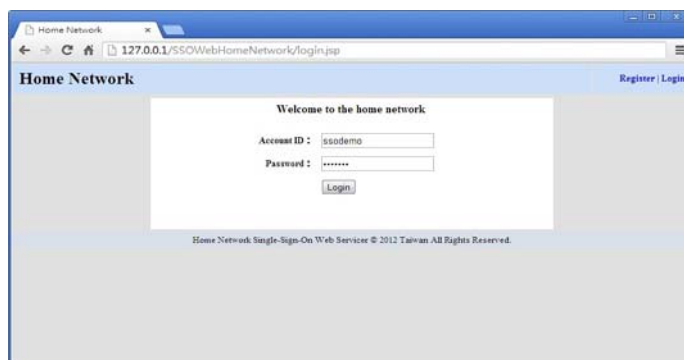 Home Network
127.0.0.1/SSOWebHomeNetwork/login.jsp
Home Network
Register | Login
Welcome to the home network
Account ID : ssodemo
Password : •••••••
Login
Home Network Single-Sign-On Web Servicer © 2012 Taiwan All Rights Reserved.